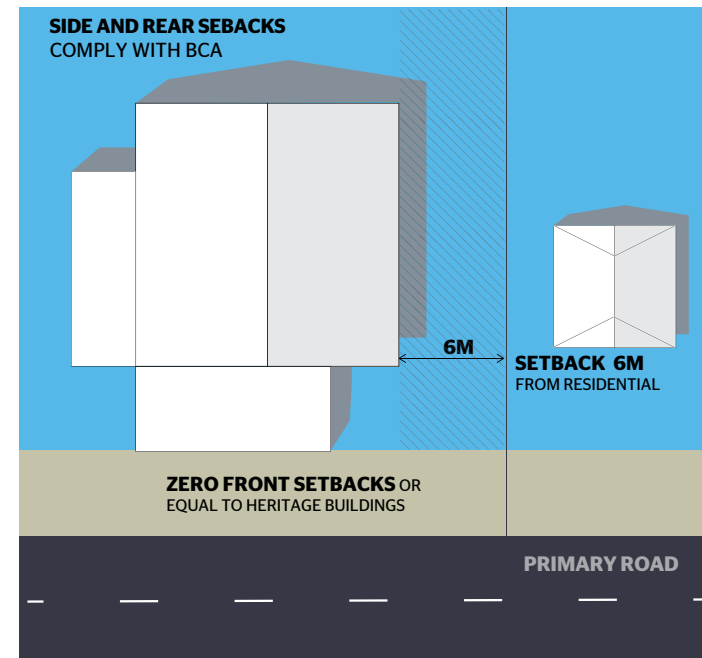 SIDE AND REAR SEBACKS
COMPLY WITH BCA
6M
SETBACK 6M
FROM RESIDENTIAL
ZERO FRONT SETBACKS OR
EQUAL TO HERITAGE BUILDINGS
PRIMARY ROAD